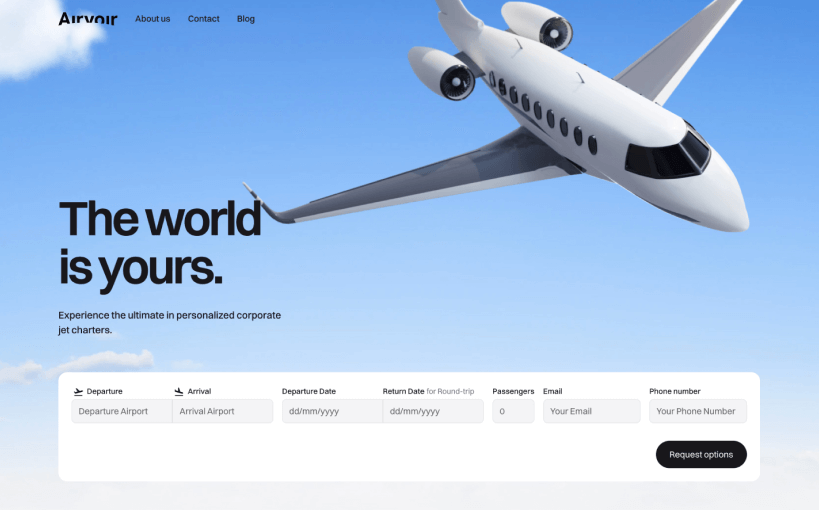 Airvoir About us Contact Blog
The world
is yours.
Experience the ultimate in personalized corporate
jet charters.
Departure Arrival Departure Date Return Date for Round-trip Passengers Email Phone number
Departure Airport Arrival Airport dd/mm/yyyy dd/mm/yyyy 0 Your Email Your Phone Number
Request options